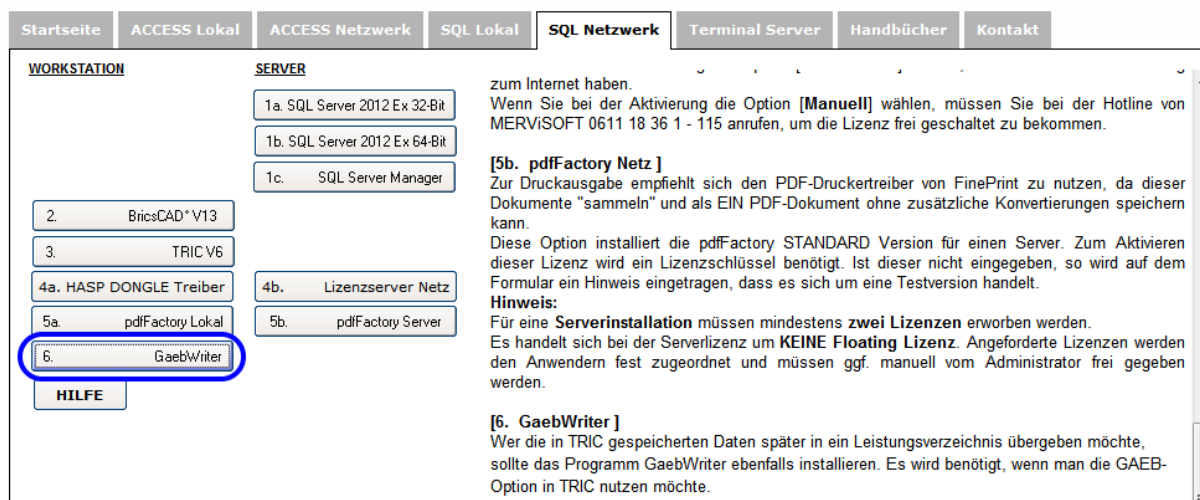 Startseite ACCESS Lokal ACCESS Netzwerk SQL Lokal SQL Netzwerk Terminal Server Handbücher Kontakt
WORKSTATION
SERVER
1a. SQL Server 2012 Ex 32-Bit
1b. SQL Server 2012 Ex 64-Bit
1c. SQL Server Manager
2. BricsCAD® V13
3. TRIC V6
4a. HASP DONGLE Treiber
4b. Lizenzserver Netz
5a. pdfFactory Lokal
5b. pdfFactory Server
6. GaebWriter
HILFE
zum Internet haben.
Wenn Sie bei der Aktivierung die Option [Manuell] wählen, müssen Sie bei der Hotline von
MERViSOFT 0611 18 36 1 - 115 anrufen, um die Lizenz frei geschaltet zu bekommen.
[5b. pdfFactory Netz ]
Zur Druckausgabe empfiehlt sich den PDF-Druckertreiber von FinePrint zu nutzen, da dieser
Dokumente "sammeln" und als EIN PDF-Dokument ohne zusätzliche Konvertierungen speichern
kann.
Diese Option installiert die pdfFactory STANDARD Version für einen Server. Zum Aktivieren
dieser Lizenz wird ein Lizenzschlüssel benötigt. Ist dieser nicht eingegeben, so wird auf dem
Formular ein Hinweis eingetragen, dass es sich um eine Testversion handelt.
Hinweis:
Für eine Serverinstallation müssen mindestens zwei Lizenzen erworben werden.
Es handelt sich bei der Serverlizenz um KEINE Floating Lizenz. Angeforderte Lizenzen werden
den Anwendern fest zugeordnet und müssen ggf. manuell vom Administrator frei gegeben
werden.
[6. GaebWriter ]
Wer die in TRIC gespeicherten Daten später in ein Leistungsverzeichnis übergeben möchte,
sollte das Programm GaebWriter ebenfalls installieren. Es wird benötigt, wenn man die GAEB-
Option in TRIC nutzen möchte.